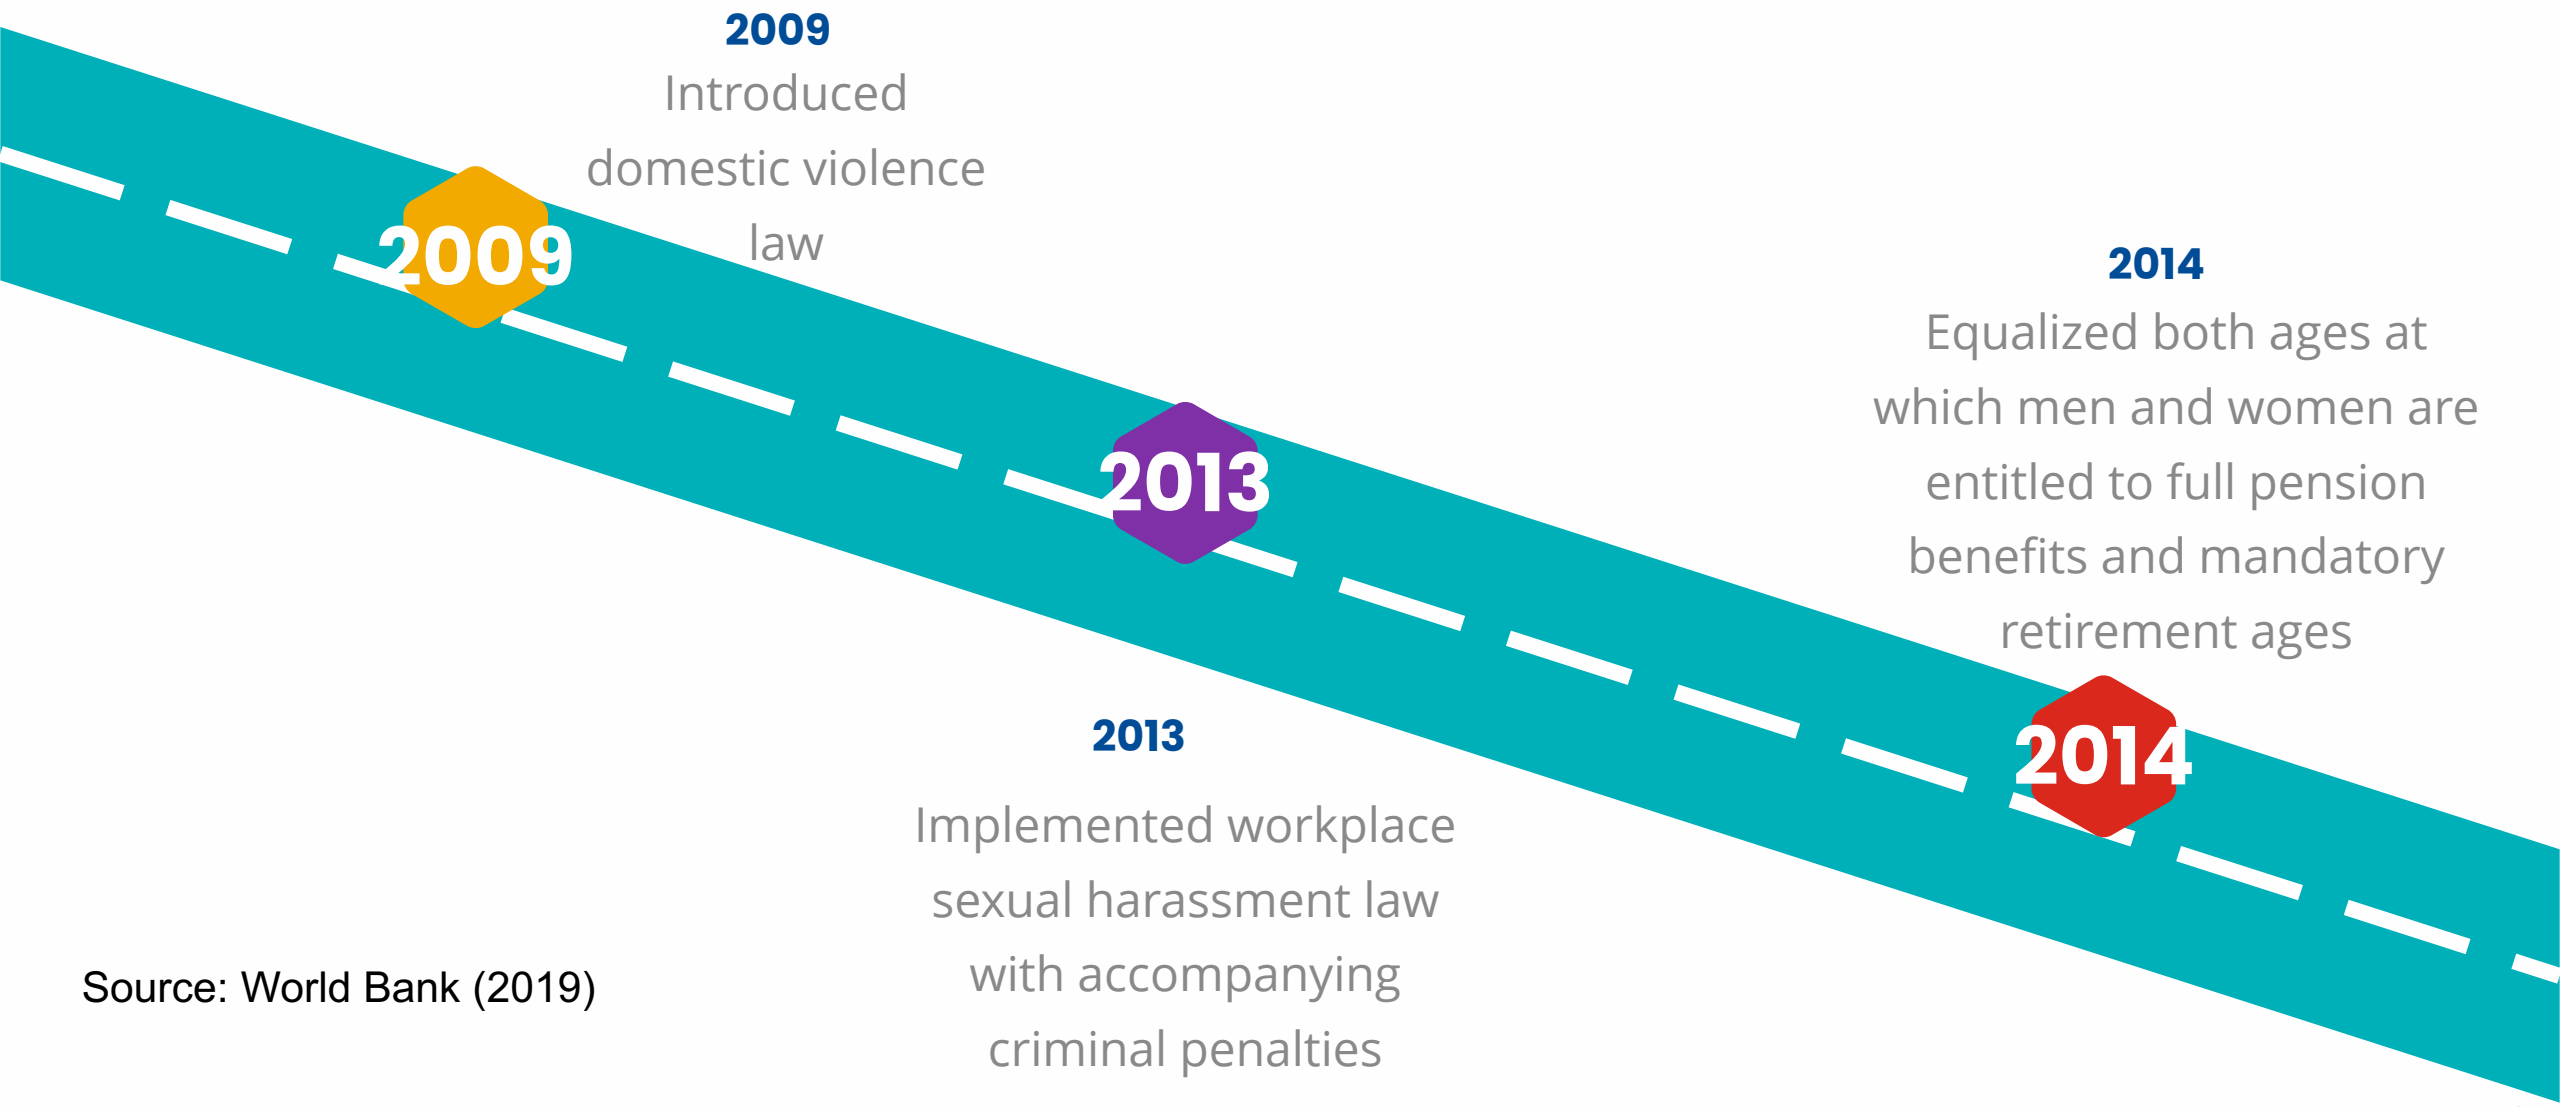 2009
Introduced
domestic violence
law
2009
2013
2013
Implemented workplace
sexual harassment law
with accompanying
criminal penalties
2014
Equalized both ages at
which men and women are
entitled to full pension
benefits and mandatory
retirement ages
2014
Source: World Bank (2019)